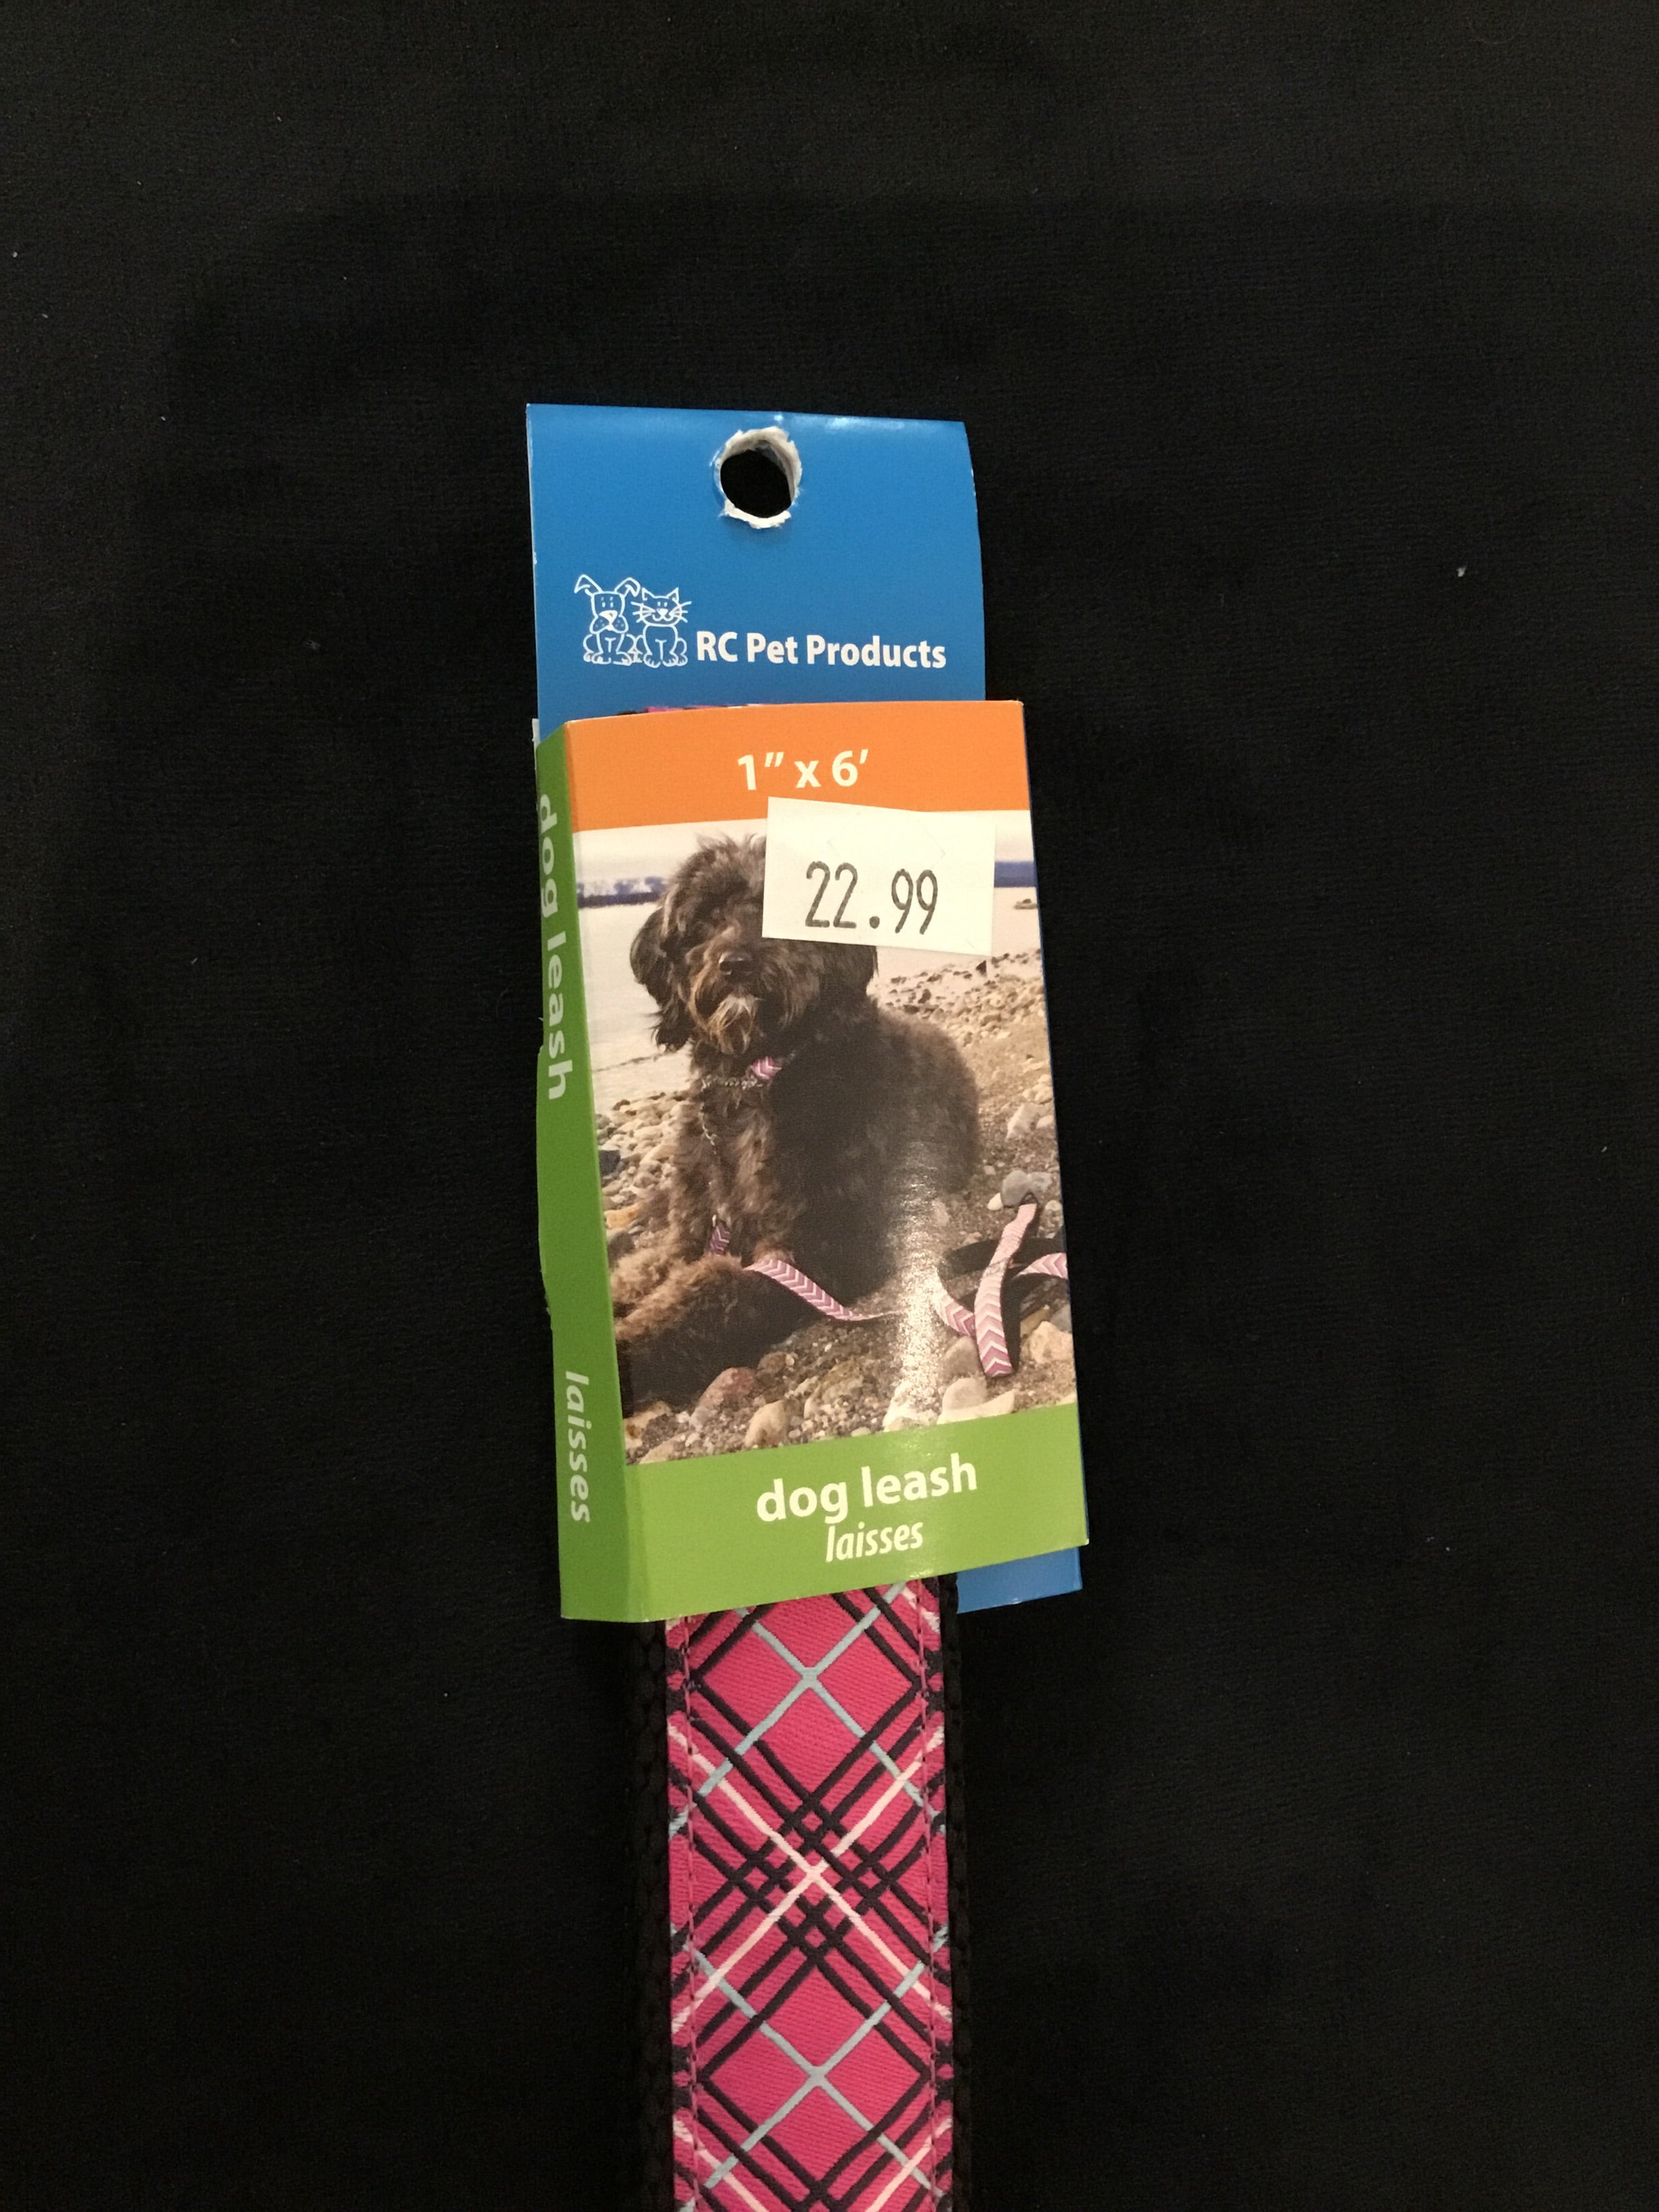 RC Pet Products
1” x 6’
22.99
dog leash
laisses
dog leash
laisses